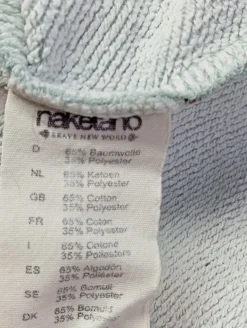 naketano
BRAVE NEW WORLD
D 65% Baumwolle
35% Polyester
NL 65% Katoen
35% Polyester
GB 65% Cotton
35% Polyester
FR 65% Coton
35% Polyester
I 65% Cotone
35% Poliestere
ES 65% Algodón
35% Poliéster
SE 65% Bomull
35% Polyester
DK 65% Bomuld
35% Polyester